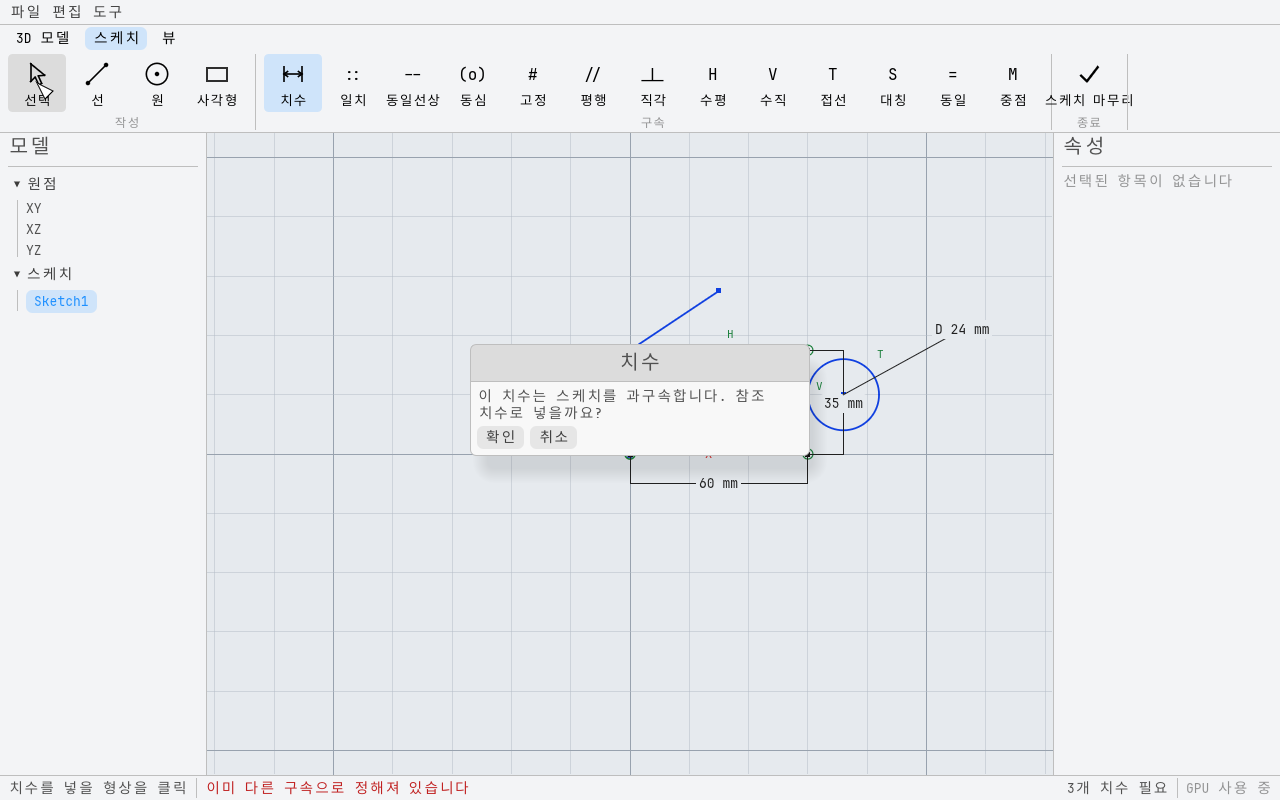 파일 편집 도구
3D 모델 스케치 뷰
:: -- (o) # // H V T S = M
선택 선 원 사각형 치수 일치 동일선상 동심 고정 평행 직각 수평 수직 접선 대칭 동일 중점 스케치 마무리
작성 구속 종료
모델
▼ 원점
XY
XZ
YZ
▼ 스케치
Sketch1
속성
선택된 항목이 없습니다
H
D 24 mm
T
V
35 mm
60 mm
치수
이 치수는 스케치를 과구속합니다. 참조
치수로 넣을까요?
확인 취소
치수를 넣을 형상을 클릭 이미 다른 구속으로 정해져 있습니다 3개 치수 필요 GPU 사용 중